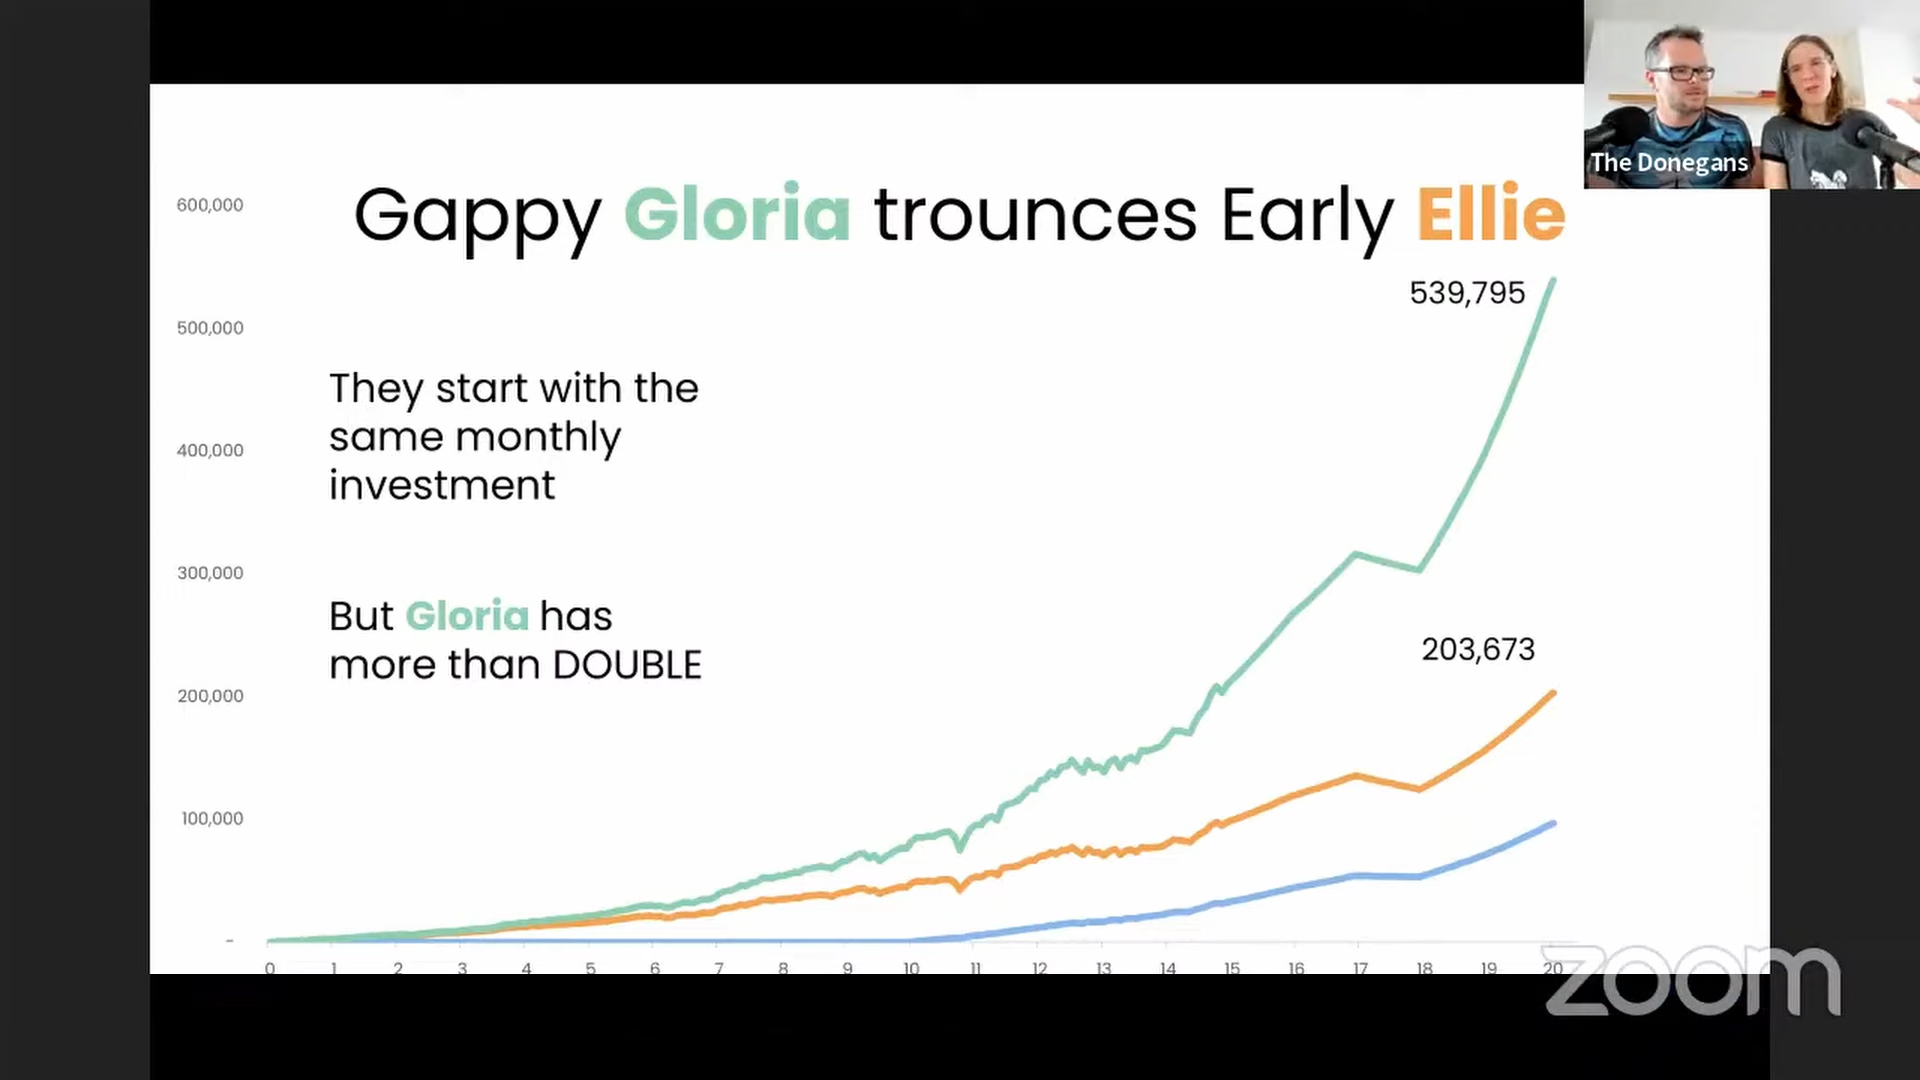 The Donegans
Gappy Gloria trounces Early Ellie
600,000
500,000
400,000
300,000
200,000
100,000
-
They start with the
same monthly
investment
But Gloria has
more than DOUBLE
539,795
203,673
0 1 2 3 4 5 6 7 8 9 10 11 12 13 14 15 16 17 18 19 20
zoom